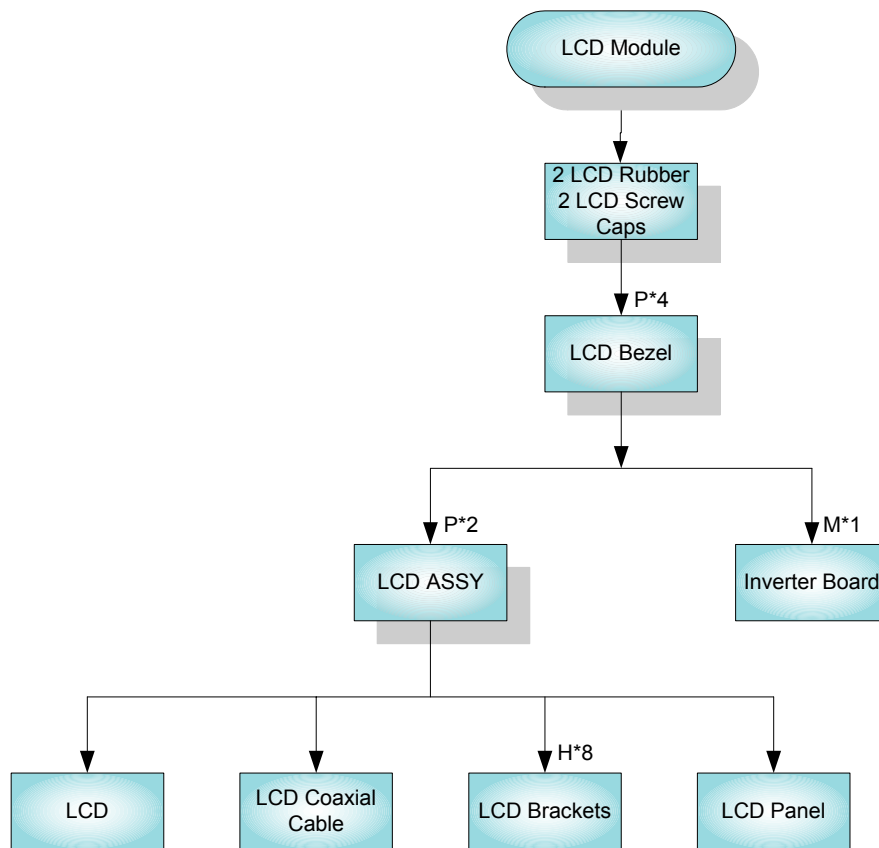 LCD Module
2 LCD Rubber
2 LCD Screw
Caps
P*4
LCD Bezel
P*2
M*1
LCD ASSY
Inverter Board
H*8
LCD
LCD Coaxial
Cable
LCD Brackets
LCD Panel